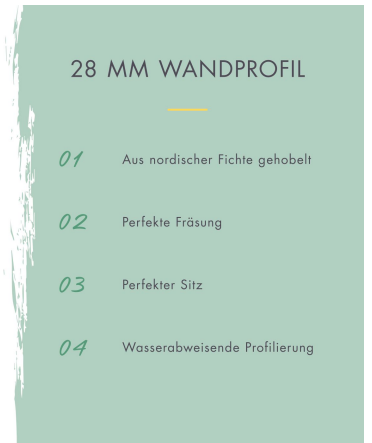 28 MM WANDPROFIL
01 Aus nordischer Fichte gehobelt
02 Perfekte Fräsung
03 Perfekter Sitz
04 Wasserabweisende Profilierung